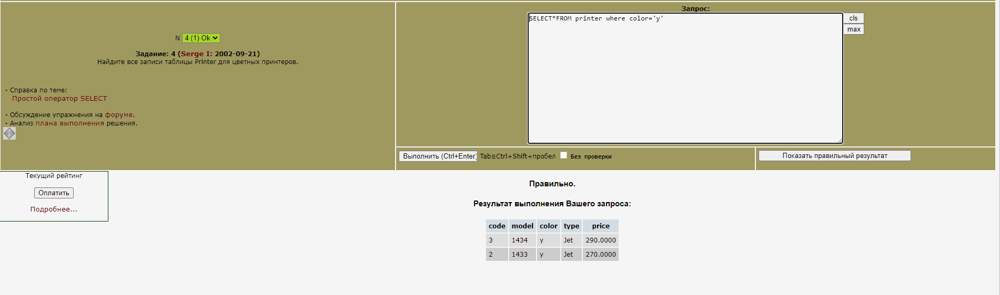 N 4 (1) Ok
Задание: 4 (Serge I: 2002-09-21)
Найдите все записи таблицы Printer для цветных принтеров.
· Справка по теме:
Простой оператор SELECT
· Обсуждение упражнения на форуме.
· Анализ плана выполнения решения.
Запрос:
SELECT*FROM printer where color='y'
cls
max
Выполнить (Ctrl+Enter) Tab≡Ctrl+Shift+пробел Без проверки
Показать правильный результат
Текущий рейтинг
Оплатить
Подробнее...
Правильно.
Результат выполнения Вашего запроса:
code model color type price
3 1434 y Jet 290.0000
2 1433 y Jet 270.0000